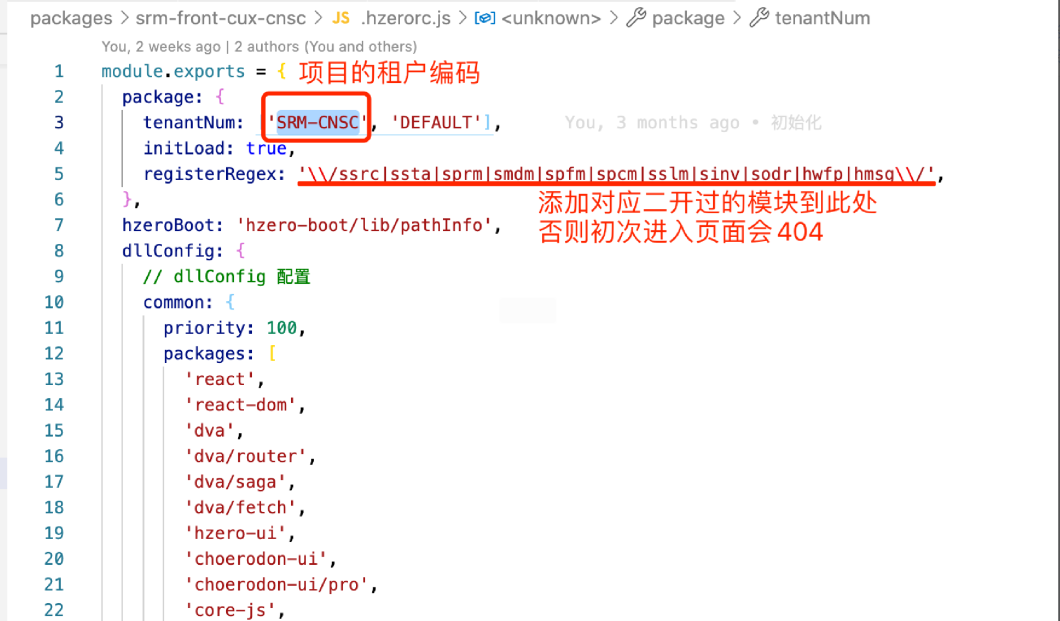 packages > srm-front-cux-cnsc > JS .hzerorc.js > <unknown> > package > tenantNum
You, 2 weeks ago | 2 authors (You and others)
1 module.exports = { 项目的租户编码
2 package: {
3 tenantNum: ['SRM-CNSC', 'DEFAULT'], You, 3 months ago • 初始化
4 initLoad: true,
5 registerRegex: '\\/ssrc|ssta|sprm|smdm|spfm|spcm|sslm|sinv|sodr|hwfp|hmsg\\/',
6 }, 添加对应二开过的模块到此处
7 hzeroBoot: 'hzero-boot/lib/pathInfo', 否则初次进入页面会404
8 dllConfig: {
9 // dllConfig 配置
10 common: {
11 priority: 100,
12 packages: [
13 'react',
14 'react-dom',
15 'dva',
16 'dva/router',
17 'dva/saga',
18 'dva/fetch',
19 'hzero-ui',
20 'choerodon-ui',
21 'choerodon-ui/pro',
22 'core-js',